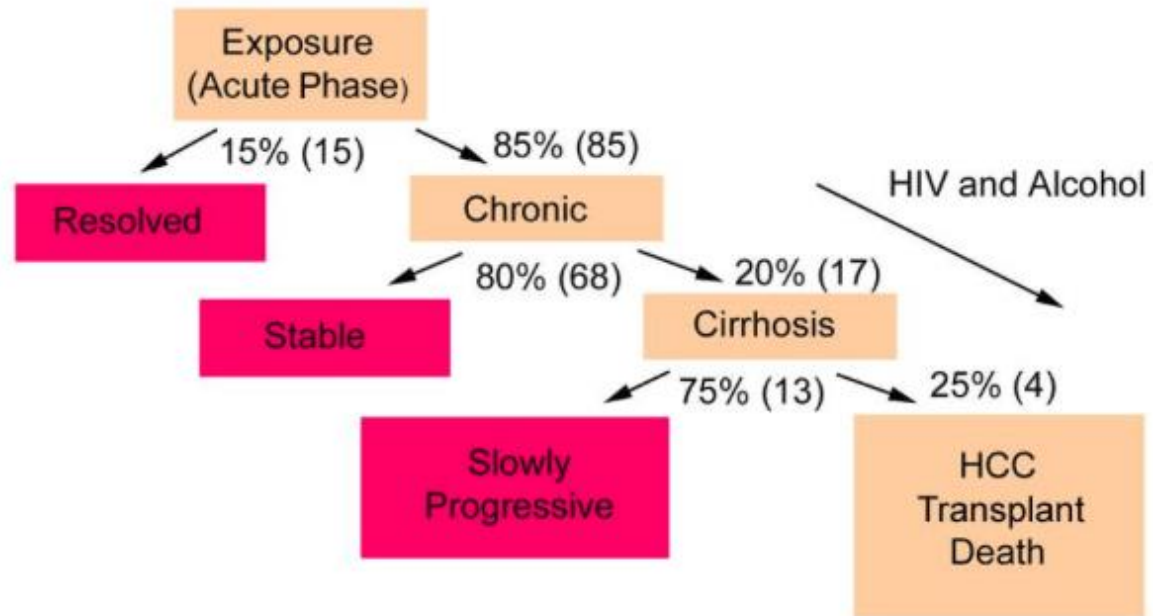 Exposure
(Acute Phase)
15% (15)
85% (85)
HIV and Alcohol
Resolved
Chronic
80% (68)
20% (17)
Stable
Cirrhosis
75% (13)
25% (4)
Slowly
Progressive
HCC
Transplant
Death